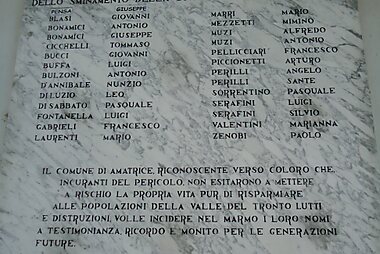 DELLO SMINAMENTO DELLA
PENSA GIUSEPPE
BLASI GIOVANNI
BONAMICI ANTONIO
BONAMICI GIUSEPPE
CICCHELLI TOMMASO
BUCCI GIOVANNI
BUFFA LUIGI
BULZONI ANTONIO
D'ANNIBALE NUNZIO
DI LUZIO LEO
DI SABBATO PASQUALE
FONTANELLA LUIGI
GABRIELI FRANCESCO
LAURENTI MARIO
MARRI MARIO
MEZZETTI MIMINO
MUZI ALFREDO
MUZI ANTONIO
PELLICCIARI FRANCESCO
PICCIONETTI ARTURO
PERILLI ANGELO
PERILLI SANTE
SORRENTINO PASQUALE
SERAFINI LUIGI
SERAFINI SILVIO
VALENTINI MARIANNA
ZENOBI PAOLO
IL COMUNE DI AMATRICE, RICONOSCENTE VERSO COLORO CHE,
INCURANTI DEL PERICOLO, NON ESITARONO A METTERE
A RISCHIO LA PROPRIA VITA PUR DI RISPARMIARE
ALLE POPOLAZIONI DELLA VALLE DEL TRONTO LUTTI
E DISTRUZIONI, VOLLE INCIDERE NEL MARMO I LORO NOMI
A TESTIMONIANZA, RICORDO E MONITO PER LE GENERAZIONI
FUTURE.